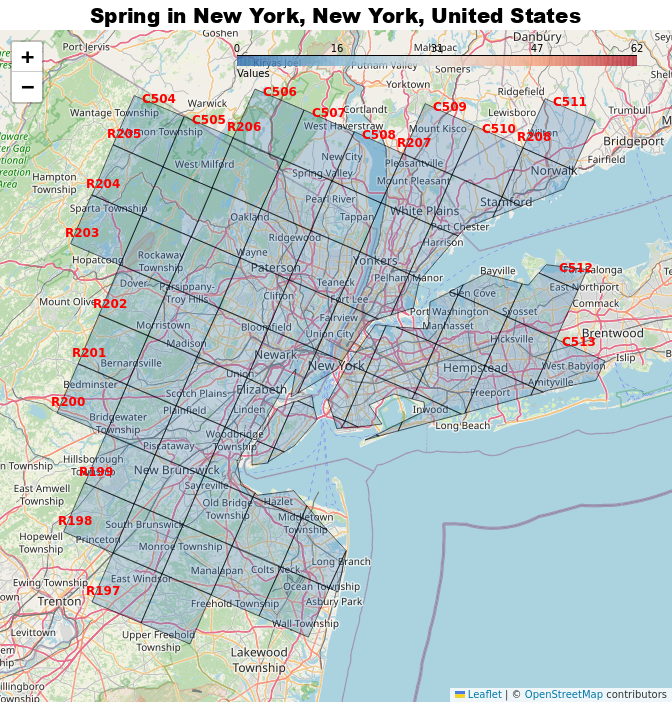 Spring in New York, New York, United States
+
−
0
16
31
47
62
Values
Port Jervis
Goshen
Danbury
Mahopac
Putnam Valley
Somers
Kiryas Joel
Yorktown
Ridgefield
Trumbull
Bridgeport
Fairfield
Warwick
Wantage Township
Vernon Township
C504
C505
C506
C507
C508
C509
C510
C511
C512
C513
R208
R207
R206
R205
R204
R203
R202
R201
R200
R199
R198
R197
Cortlandt
West Haverstraw
Mount Kisco
Lewisboro
Wilton
Norwalk
New City
Spring Valley
Pleasantville
Mount Pleasant
West Milford
Hampton
Township
Sparta Township
Pearl River
Tappan
White Plains
Stamford
Port Chester
Harrison
Oakland
Ridgewood
Hopatcong
Rockaway
Township
Wayne
Paterson
Yonkers
Pelham Manor
Bayville
East Northport
Commack
Dover
Parsippany-
Troy Hills
Teaneck
Clifton
Fort Lee
Glen Cove
Port Washington
Manhasset
Syosset
Mount Olive
Morristown
Madison
Bloomfield
Fairview
Union City
Hicksville
Brentwood
Islip
Bernardsville
Newark
New York
Hempstead
West Babylon
Amityville
Union
Elizabeth
Bedminster
Scotch Plains
Plainfield
Linden
Inwood
Freeport
Long Beach
Bridgewater
Township
Woodbridge
Township
Piscataway
Hillsborough
Township
New Brunswick
Sayreville
East Amwell
Township
Old Bridge
Township
Hazlet
Middletown
Township
South Brunswick
Hopewell
Township
Princeton
Monroe Township
Long Branch
Ewing Township
East Windsor
Manalapan
Colts Neck
Ocean Township
Trenton
Freehold Township
Asbury Park
Levittown
Upper Freehold
Township
Wall Township
Lakewood
Township
Leaflet | © OpenStreetMap contributors